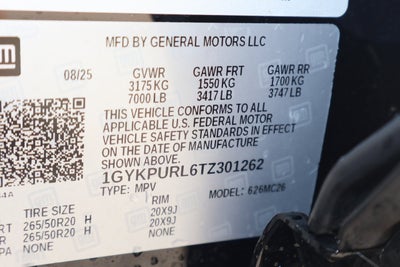 gm
MFD BY GENERAL MOTORS LLC
08/25 GVWR GAWR FRT GAWR RR
3175 KG 1550 KG 1700 KG
7000 LB 3417 LB 3747 LB
THIS VEHICLE CONFORMS TO ALL
APPLICABLE U.S. FEDERAL MOTOR
VEHICLE SAFETY STANDARDS IN EFFECT
ON THE DATE OF MANUFACTURE
SHOWN ABOVE.
1GYKPURL6TZ301262
TYPE: MPV MODEL: 626MC26
TIRE SIZE RIM
265/50R20 H 20X9J
265/50R20 H 20X9J
NONE NONE